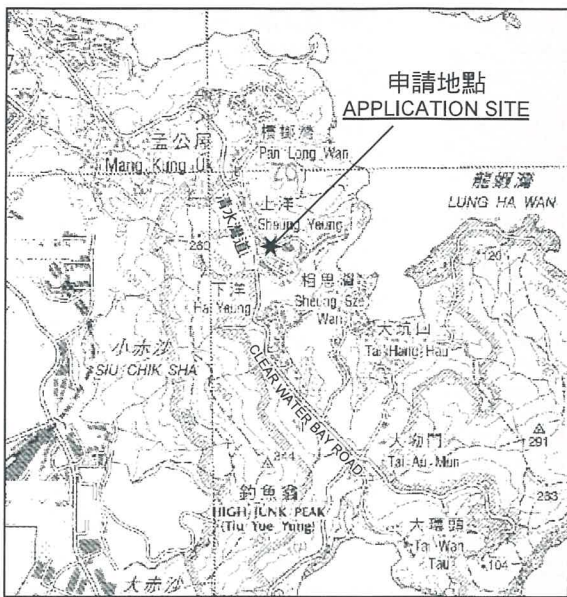 申請地點
APPLICATION SITE
孟公屋
Mang Kung Uk
檳榔灣
Pan Long Wan
上洋
Sheung Yeung
龍蝦灣
LUNG HA WAN
清水灣道
下洋
Ha Yeung
相思灣
Sheung Sze
Wan
大坑口
Tai Hang Hau
小赤沙
SIU CHIK SHA
CLEAR WATER BAY ROAD
大㘭門
Tai Au Mun
291
344
釣魚翁
HIGH JUNK PEAK
(Tiu Yue Yung)
大環頭
Tai Wan
Tau
104
大赤沙